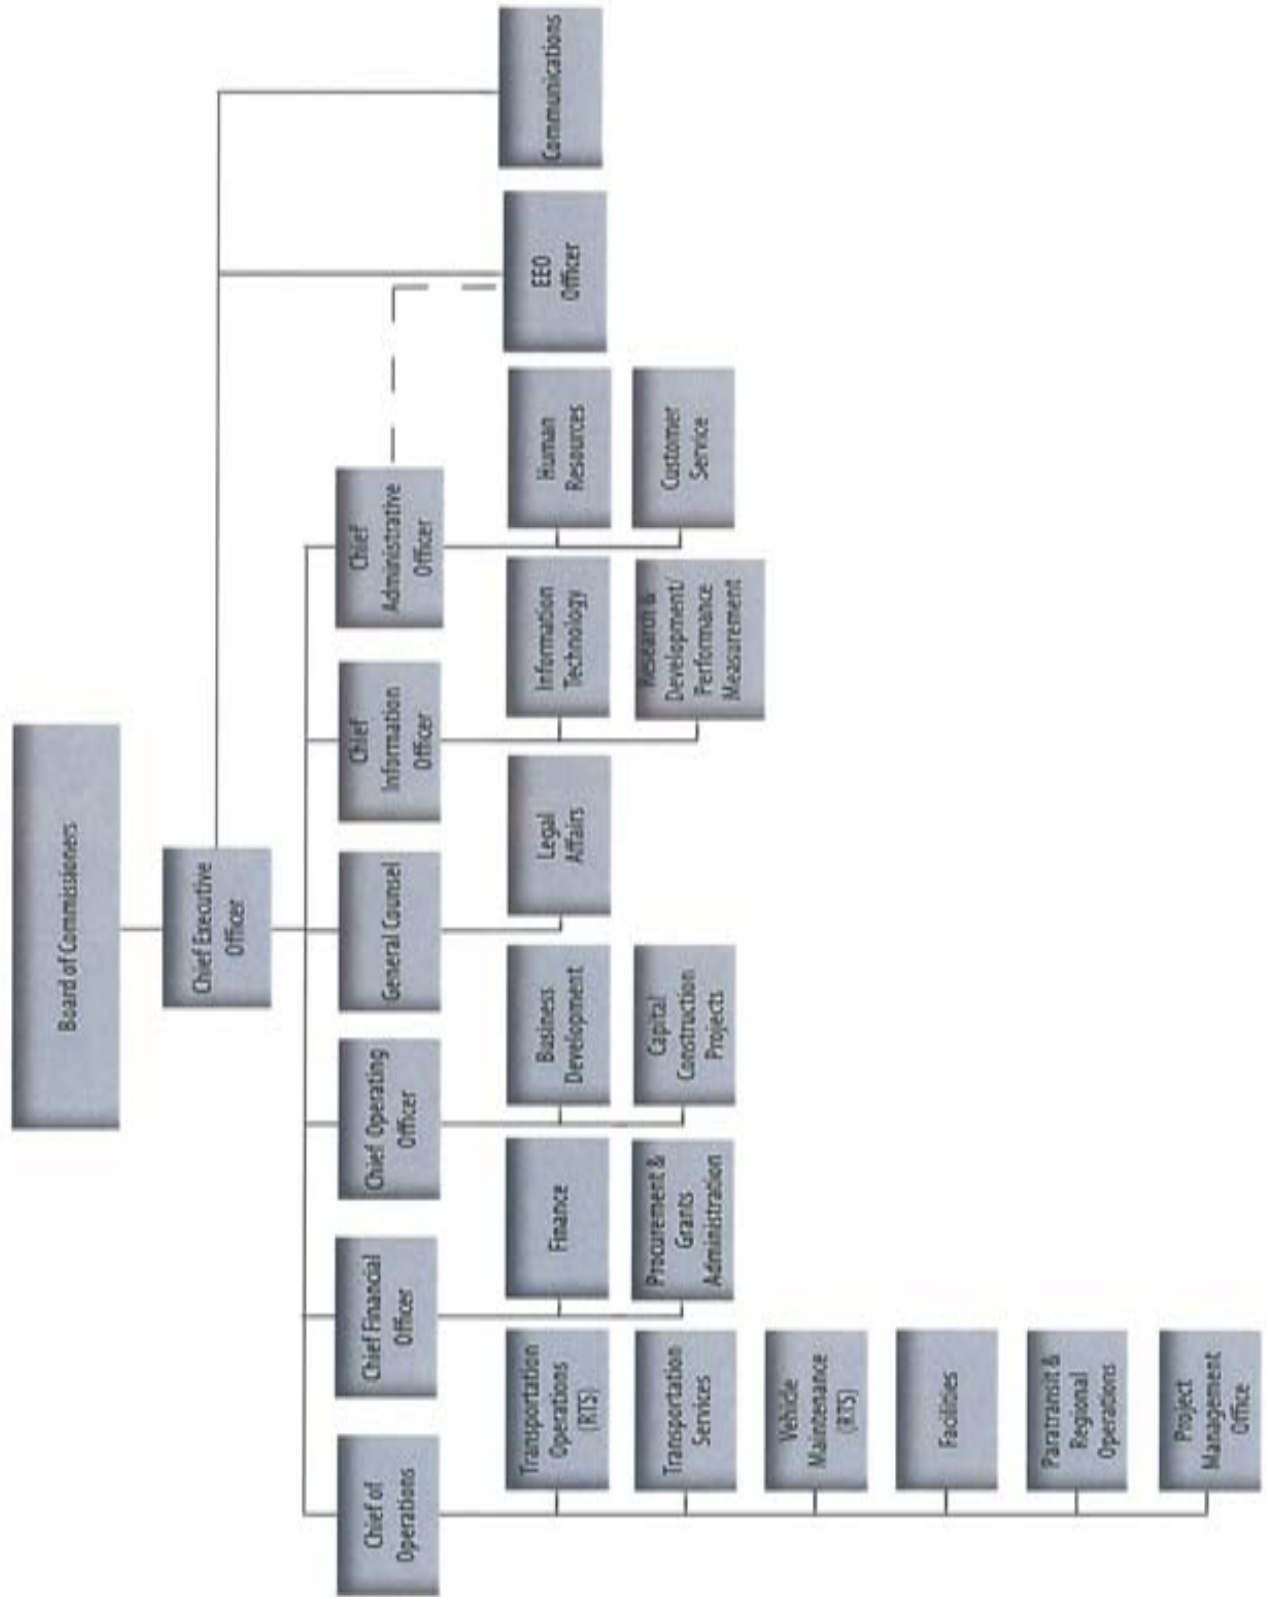 Board of Commissioners
Chief Executive
Officer
Chief of
Operations
Chief Financial
Officer
Chief Operating
Officer
General Counsel
Chief
Information
Officer
Chief
Administrative
Officer
Transportation
Operations
(RTS)
Finance
Business
Development
Legal
Affairs
Information
Technology
Human
Resources
EEO
Officer
Communications
Transportation
Services
Procurement &
Grants
Administration
Capital
Construction
Projects
Research &
Development/
Performance
Measurement
Customer
Service
Vehicle
Maintenance
(RTS)
Facilities
Paratransit &
Regional
Operations
Project
Management
Office